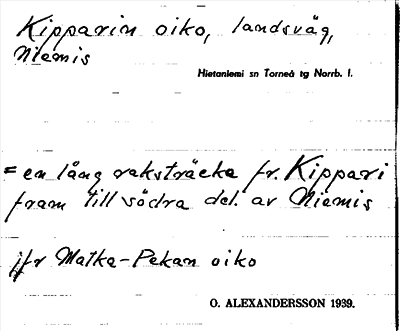 Kipparin oiko, landsväg,
Niemis
Hietaniemi sn Torneå tg Norrb. l.
= en lång raksträcka fr. Kippari
fram till södra del. av Niemis
jfr Matka-Pekan oiko
O. ALEXANDERSSON 1939.